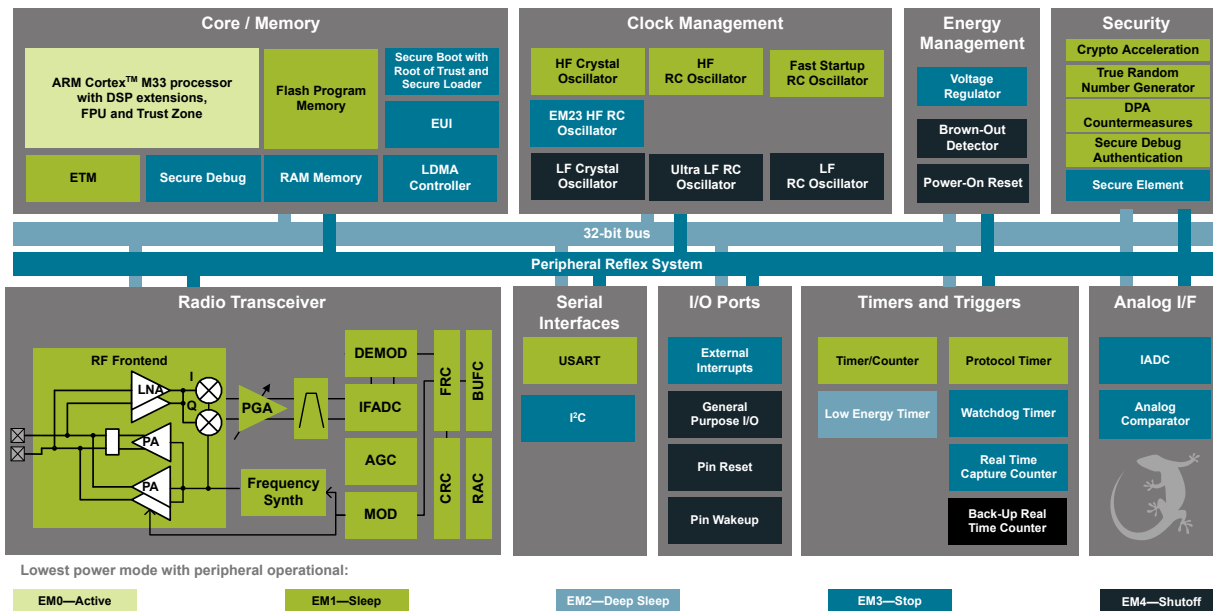 Core / Memory
ARM Cortex™ M33 processor
with DSP extensions,
FPU and Trust Zone
Flash Program
Memory
Secure Boot with
Root of Trust and
Secure Loader
EUI
ETM
Secure Debug
RAM Memory
LDMA
Controller
Clock Management
HF Crystal
Oscillator
HF
RC Oscillator
Fast Startup
RC Oscillator
EM23 HF RC
Oscillator
LF Crystal
Oscillator
Ultra LF RC
Oscillator
LF
RC Oscillator
Energy
Management
Voltage
Regulator
Brown-Out
Detector
Power-On Reset
Security
Crypto Acceleration
True Random
Number Generator
DPA
Countermeasures
Secure Debug
Authentication
Secure Element
32-bit bus
Peripheral Reflex System
Radio Transceiver
RF Frontend
LNA
I
Q
PA
PA
PGA
Frequency
Synth
DEMOD
IFADC
AGC
MOD
FRC
BUFC
CRC
RAC
Serial
Interfaces
USART
I²C
I/O Ports
External
Interrupts
General
Purpose I/O
Pin Reset
Pin Wakeup
Timers and Triggers
Timer/Counter
Protocol Timer
Low Energy Timer
Watchdog Timer
Real Time
Capture Counter
Back-Up Real
Time Counter
Analog I/F
IADC
Analog
Comparator
Lowest power mode with peripheral operational:
EM0—Active
EM1—Sleep
EM2—Deep Sleep
EM3—Stop
EM4—Shutoff